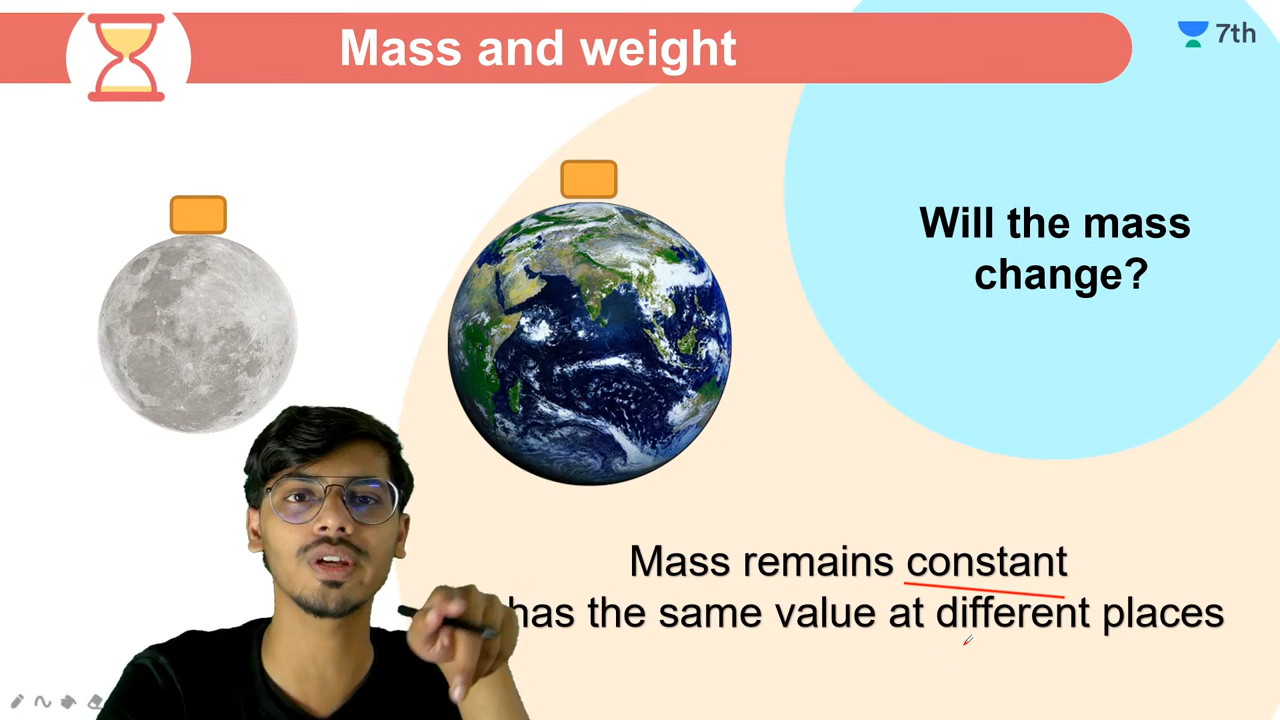 Mass and weight
7th
Will the mass
change?
Mass remains constant
has the same value at different places